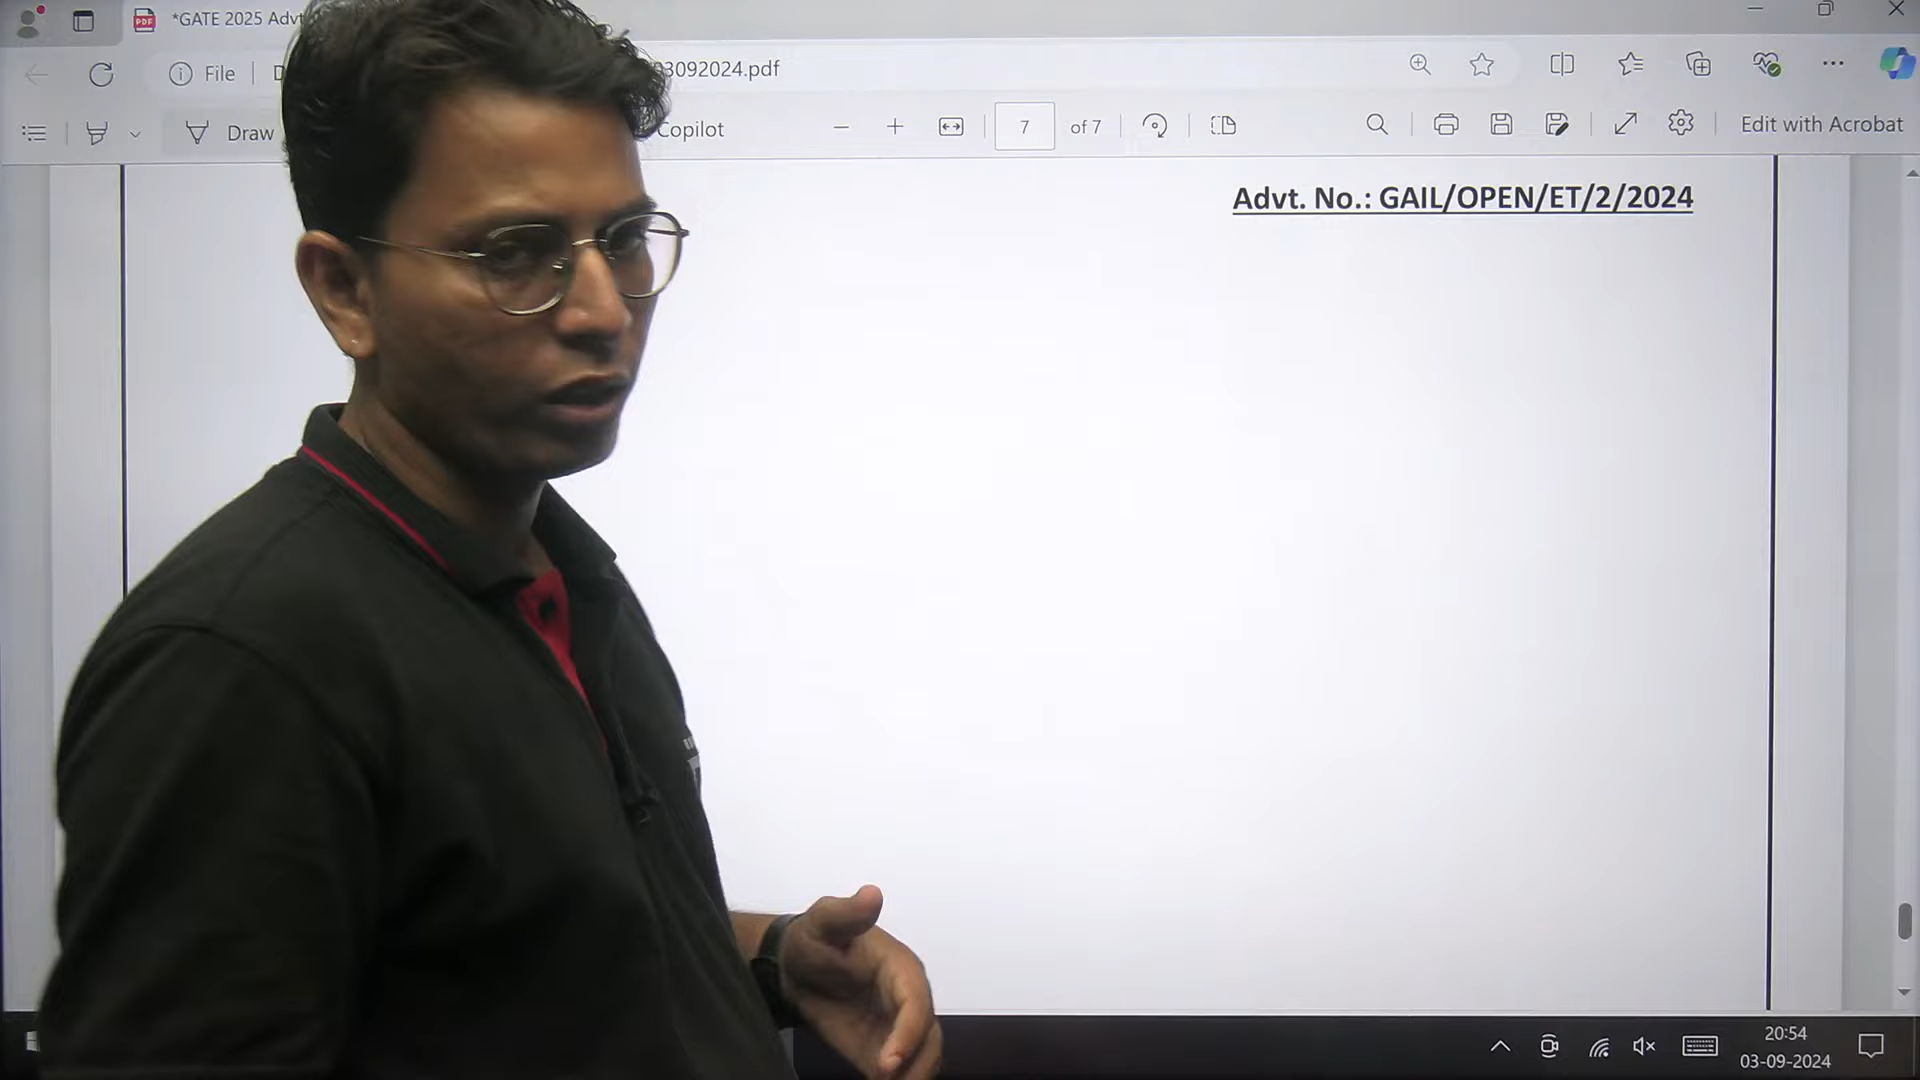 *GATE 2025 Advt
File
3092024.pdf
Draw
Copilot
7
of 7
Edit with Acrobat
Advt. No.: GAIL/OPEN/ET/2/2024
20:54
03-09-2024